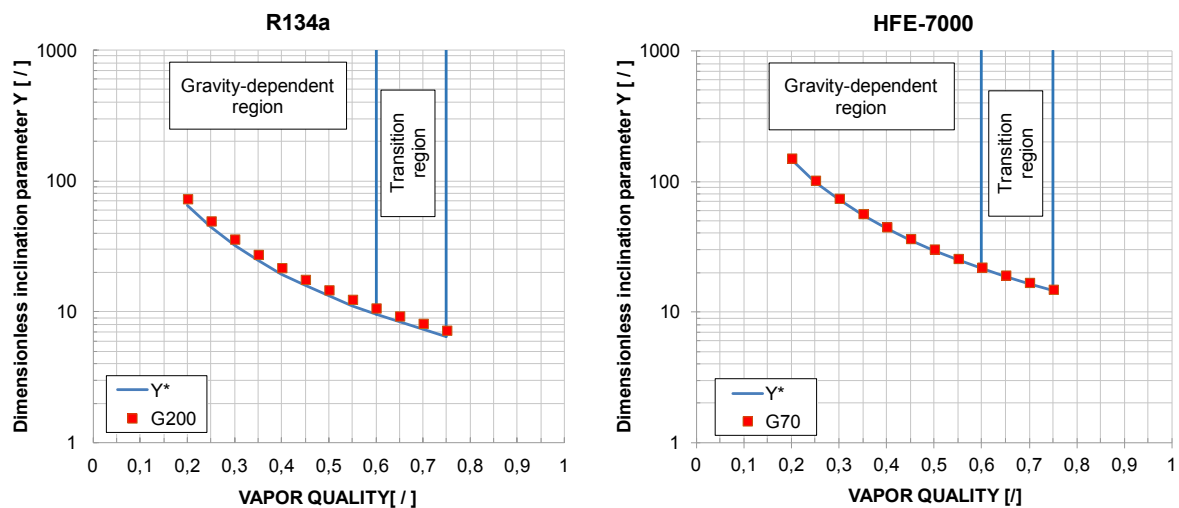 R134a
Dimensionless inclination parameter Y [ / ]
1000
100
10
1
Gravity-dependent
region
Transition
region
Y*
G200
0
0,1
0,2
0,3
0,4
0,5
0,6
0,7
0,8
0,9
1
VAPOR QUALITY[ / ]
HFE-7000
Dimensionless inclination parameter Y [ / ]
1000
100
10
1
Gravity-dependent
region
Transition
region
Y*
G70
0
0,1
0,2
0,3
0,4
0,5
0,6
0,7
0,8
0,9
1
VAPOR QUALITY [/]